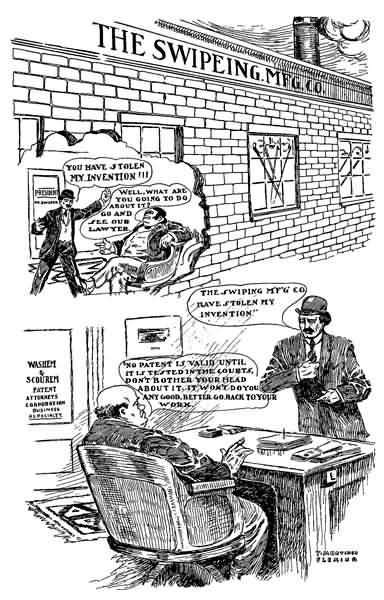 THE SWIPEING.MFG.CO.
YOU HAVE STOLEN
MY INVENTION!!!
WELL, WHAT ARE
YOU GOING TO DO
ABOUT IT?
GO AND
SEE OUR
LAWYER
PRESIDENT
THE SWIPING M'F'G CO.
HAVE STOLEN MY
INVENTION"
"NO PATENT IS VALID UNTIL
IT IS TESTED IN THE COURTS,
DON'T BOTHER YOUR HEAD
ABOUT IT. IT WON'T DO YOU
ANY GOOD, BETTER GO BACK TO YOUR
WORK.
WASHEM
&
SCOUREM
PATENT
ATTORNEYS
CORPORATION
BUSINESS
A SPECIALTY
L